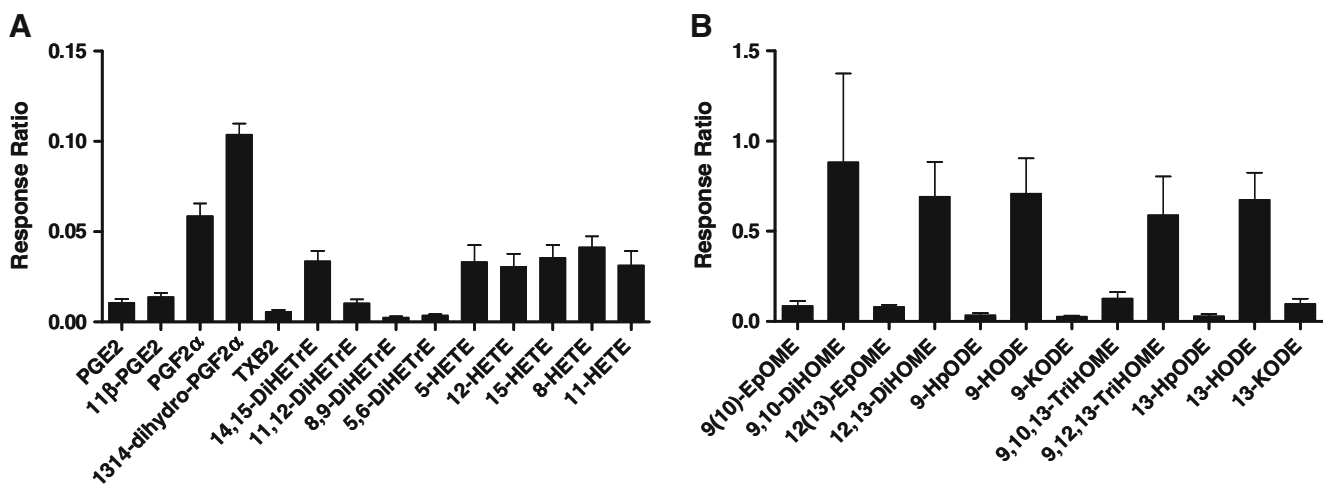 A
Response Ratio
0.15
0.10
0.05
0.00
PGE2
11β-PGE2
PGF2α
1314-dihydro-PGF2α
TXB2
14,15-DiHETrE
11,12-DiHETrE
8,9-DiHETrE
5,6-DiHETrE
5-HETE
12-HETE
15-HETE
8-HETE
11-HETE
B
Response Ratio
1.5
1.0
0.5
0.0
9(10)-EpOME
9,10-DiHOME
12(13)-EpOME
12,13-DiHOME
9-HpODE
9-HODE
9-KODE
9,10,13-TriHOME
9,12,13-TriHOME
13-HpODE
13-HODE
13-KODE